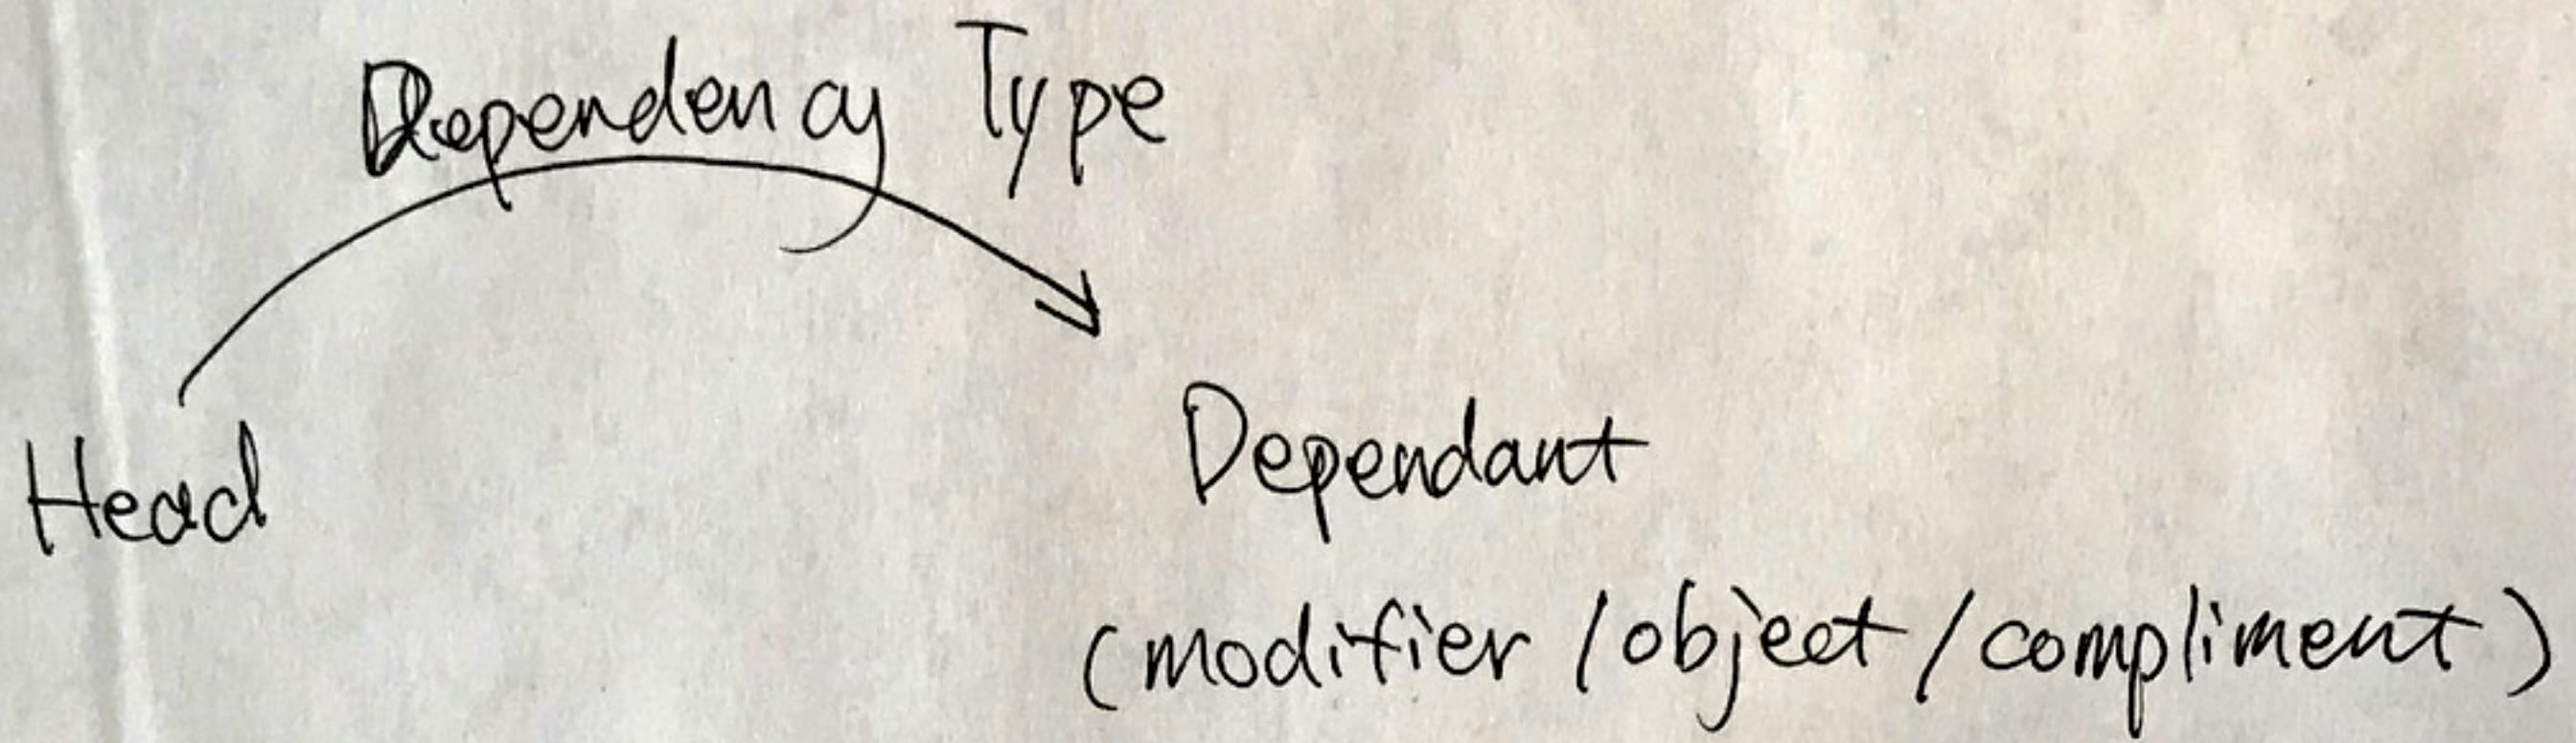 Dependency Type
Head
Dependant
(modifier / object / compliment)